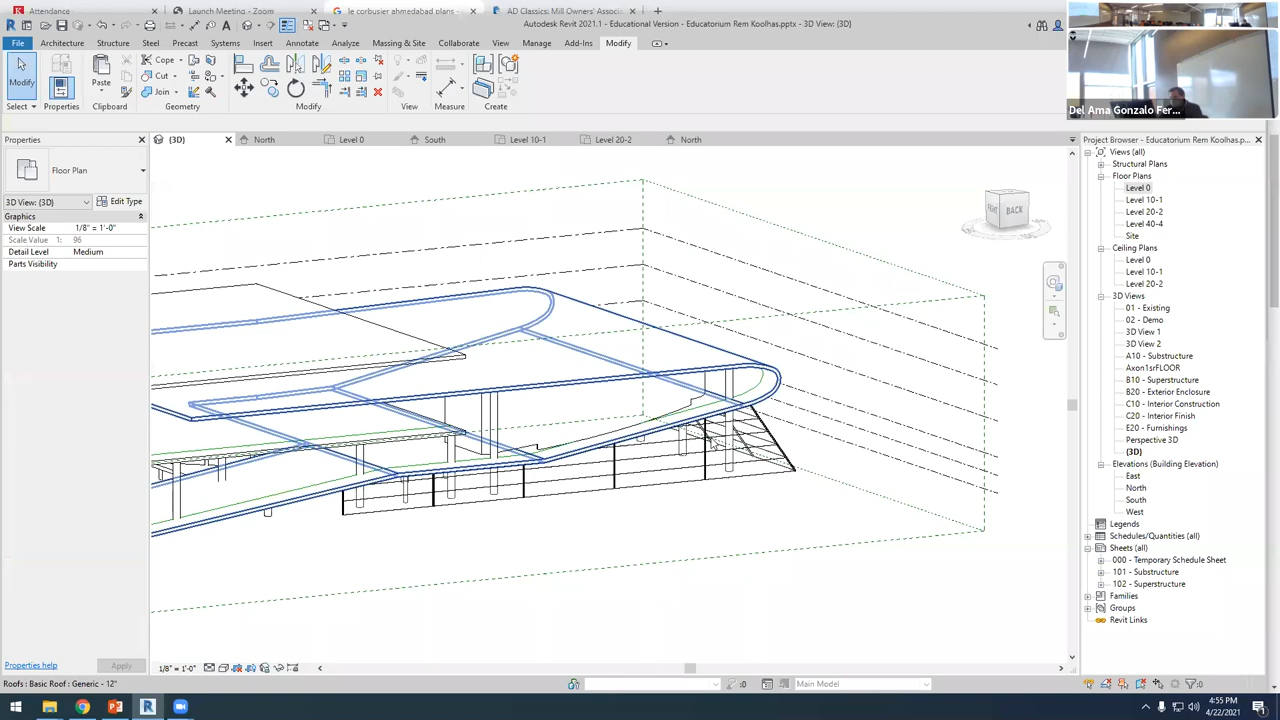 Attendance
Launch Meeting - Zoom
le corbusier ahmedabad plans -
AD Classics: Mill Owners' Associ
Autodesk Revit 2021.1 - Educational Version - Educatorium Rem Koolhas.pptx - 3D View: {3D}
File Architecture Structure Steel Precast Systems Insert Annotate Analyze Massing & Site Collaborate View Manage Add-Ins Modify
Modify Properties Paste Cope Cut Join
Select Properties Clipboard Geometry Modify View Measure Create
Del Ama Gonzalo Fer...
Properties
{3D} North Level 0 South Level 10-1 Level 20-2 North
Floor Plan
3D View: {3D} Edit Type
Graphics
View Scale 1/8" = 1'-0"
Scale Value 1: 96
Detail Level Medium
Parts Visibility
RIGHT BACK
Project Browser - Educatorium Rem Koolhas.p...
Views (all)
Structural Plans
Floor Plans
Level 0
Level 10-1
Level 20-2
Level 40-4
Site
Ceiling Plans
Level 0
Level 10-1
Level 20-2
3D Views
01 - Existing
02 - Demo
3D View 1
3D View 2
A10 - Substructure
Axon1srFLOOR
B10 - Superstructure
B20 - Exterior Enclosure
C10 - Interior Construction
C20 - Interior Finish
E20 - Furnishings
Perspective 3D
{3D}
Elevations (Building Elevation)
East
North
South
West
Legends
Schedules/Quantities (all)
Sheets (all)
000 - Temporary Schedule Sheet
101 - Substructure
102 - Superstructure
Families
Groups
Revit Links
Properties help Apply
1/8" = 1'-0"
Roofs : Basic Roof : Generic - 12"
:0
Main Model
:0
4:55 PM
4/22/2021